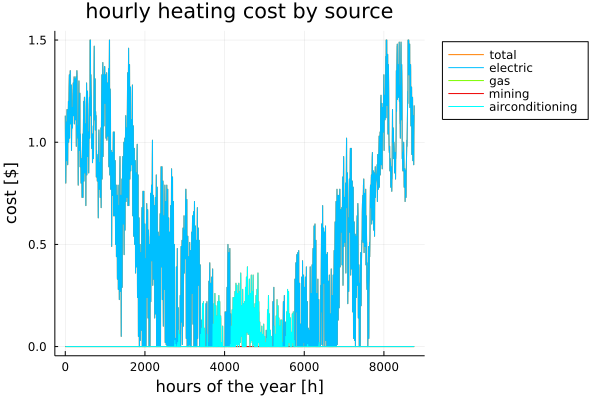 hourly heating cost by source
1.5
1.0
0.5
0.0
cost [$]
0
2000
4000
6000
8000
hours of the year [h]
total
electric
gas
mining
airconditioning